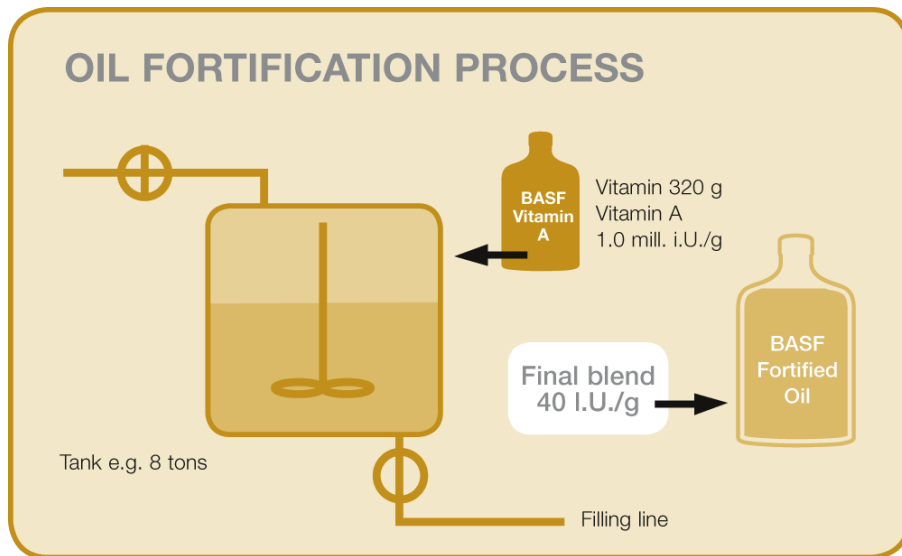 OIL FORTIFICATION PROCESS
BASF
Vitamin
A
Vitamin 320 g
Vitamin A
1.0 mill. i.U./g
Final blend
40 I.U./g
BASF
Fortified
Oil
Tank e.g. 8 tons
Filling line